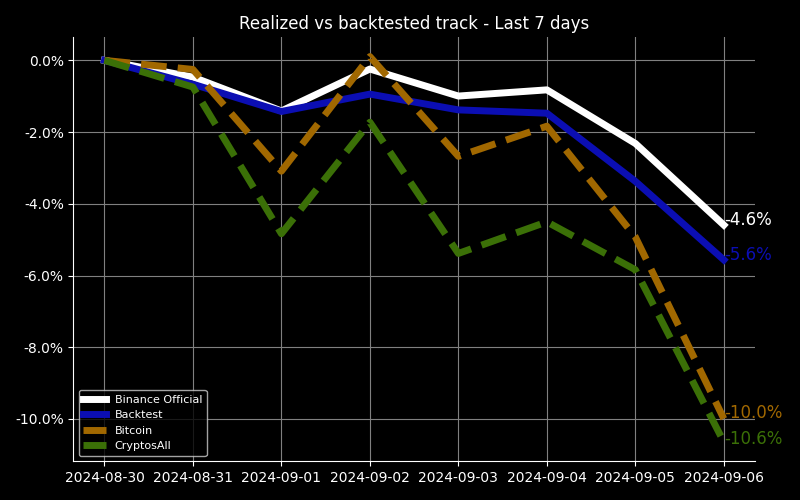 Realized vs backtested track - Last 7 days
0.0%
-2.0%
-4.0%
-6.0%
-8.0%
-10.0%
-4.6%
-5.6%
-10.0%
-10.6%
Binance Official
Backtest
Bitcoin
CryptosAll
2024-08-30 2024-08-31 2024-09-01 2024-09-02 2024-09-03 2024-09-04 2024-09-05 2024-09-06